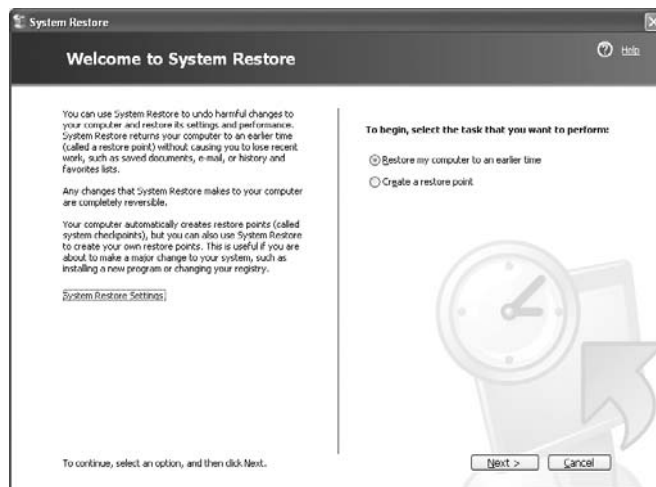 System Restore
Welcome to System Restore
Help
You can use System Restore to undo harmful changes to
your computer and restore its settings and performance.
System Restore returns your computer to an earlier time
(called a restore point) without causing you to lose recent
work, such as saved documents, e-mail, or history and
favorites lists.
Any changes that System Restore makes to your computer
are completely reversible.
Your computer automatically creates restore points (called
system checkpoints), but you can also use System Restore
to create your own restore points. This is useful if you are
about to make a major change to your system, such as
installing a new program or changing your registry.
System Restore Settings
To begin, select the task that you want to perform:
Restore my computer to an earlier time
Create a restore point
To continue, select an option, and then click Next.
Next >
Cancel